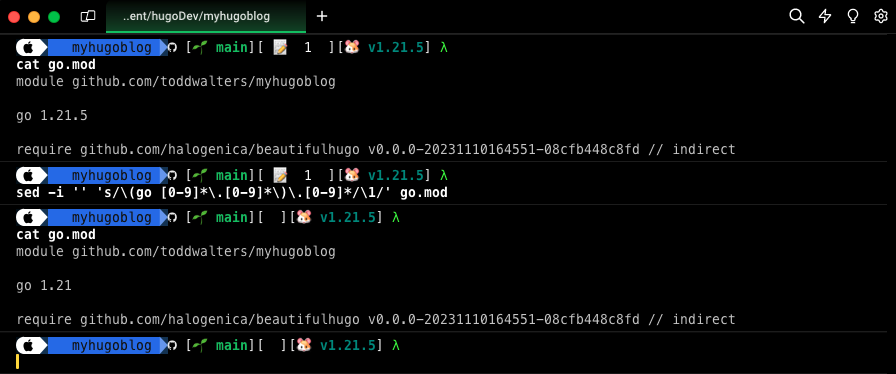 ..ent/hugoDev/myhugoblog
myhugoblog [🌱 main][ 📝 1 ][🐹 v1.21.5] λ
cat go.mod
module github.com/toddwalters/myhugoblog
go 1.21.5
require github.com/halogenica/beautifulhugo v0.0.0-20231110164551-08cfb448c8fd // indirect
myhugoblog [🌱 main][ 📝 1 ][🐹 v1.21.5] λ
sed -i '' 's/\(go [0-9]*\.[0-9]*\)\.[0-9]*/\1/' go.mod
myhugoblog [🌱 main][ ][🐹 v1.21.5] λ
cat go.mod
module github.com/toddwalters/myhugoblog
go 1.21
require github.com/halogenica/beautifulhugo v0.0.0-20231110164551-08cfb448c8fd // indirect
myhugoblog [🌱 main][ ][🐹 v1.21.5] λ